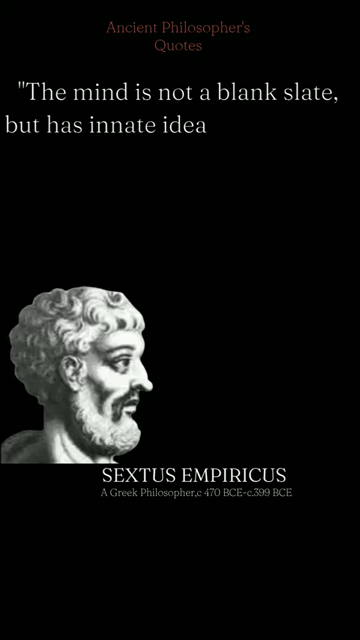 Ancient Philosopher's
Quotes
"The mind is not a blank slate,
but has innate idea
SEXTUS EMPIRICUS
A Greek Philosopher,c 470 BCE-c.399 BCE